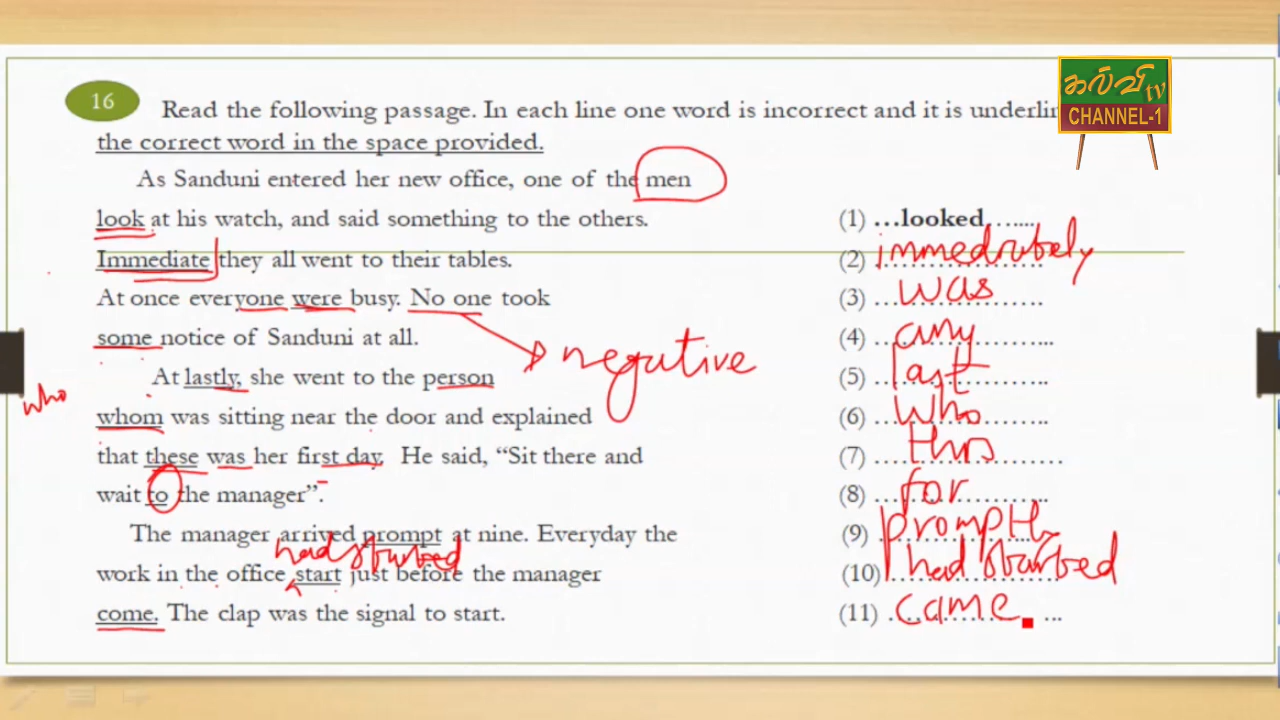 கல்வி tv
CHANNEL-1
16 Read the following passage. In each line one word is incorrect and it is underlin
the correct word in the space provided.
As Sanduni entered her new office, one of the men
look at his watch, and said something to the others. (1) …looked……...
Immediate they all went to their tables. (2) immediately
At once everyone were busy. No one took (3) was
some notice of Sanduni at all. (4) any
negative
At lastly, she went to the person (5) last
who
whom was sitting near the door and explained (6) who
that these was her first day. He said, “Sit there and (7) this
wait to the manager”. (8) for
The manager arrived prompt at nine. Everyday the (9) promptly
had started
work in the office start just before the manager (10) had started
come. The clap was the signal to start. (11) came